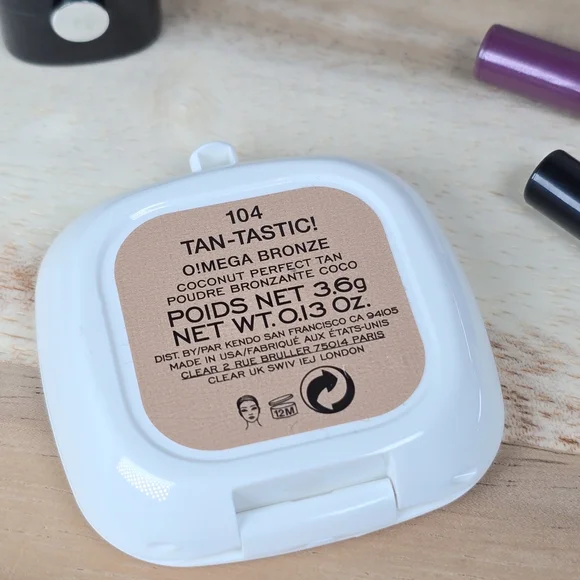 104
TAN-TASTIC!
O!MEGA BRONZE
COCONUT PERFECT TAN
POUDRE BRONZANTE COCO
POIDS NET 3.6g
NET WT. 0.13 Oz.
DIST. BY/PAR KENDO SAN FRANCISCO CA 94105
MADE IN USA/FABRIQUÉ AUX ÉTATS-UNIS
CLEAR 2 RUE BRULLER 75014 PARIS
CLEAR UK SW1V 1EJ LONDON
12M